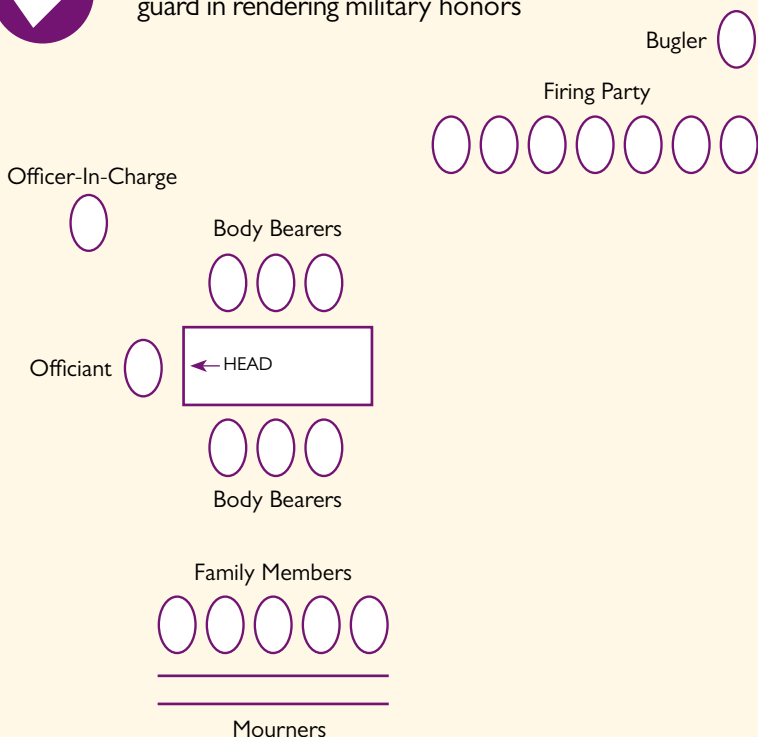 guard in rendering military honors
Bugler
Firing Party
Officer-In-Charge
Body Bearers
Officiant
HEAD
Body Bearers
Family Members
Mourners